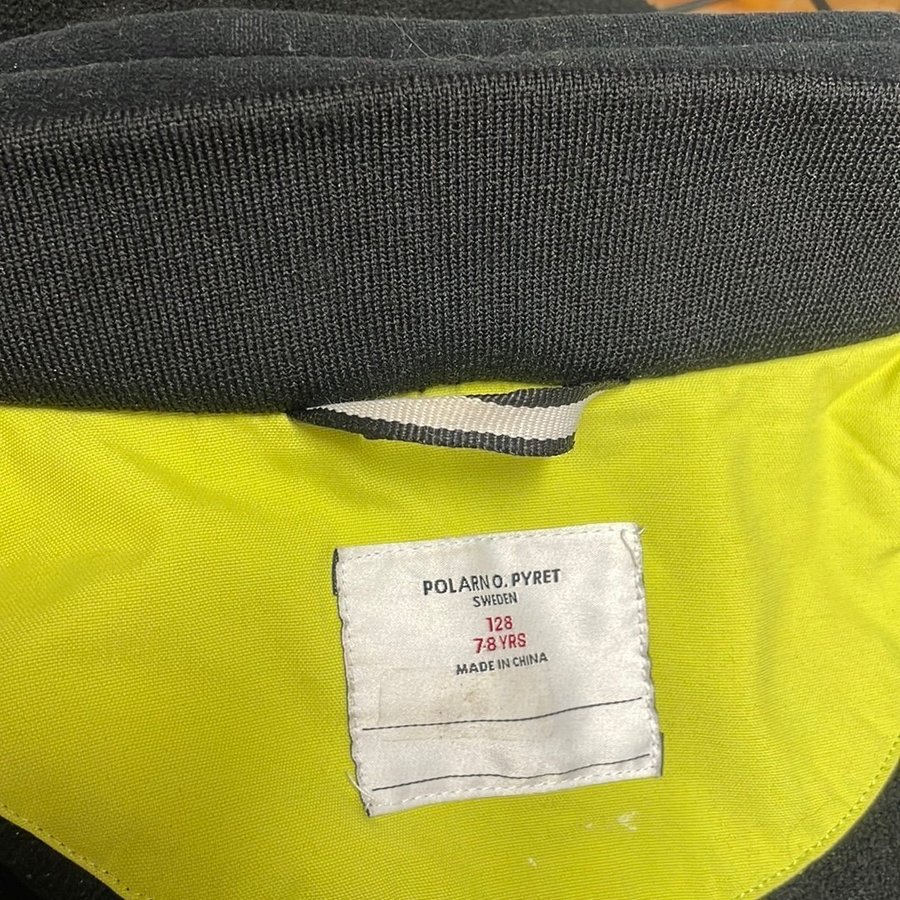 POLARN O. PYRET
SWEDEN
128
7-8 YRS
MADE IN CHINA